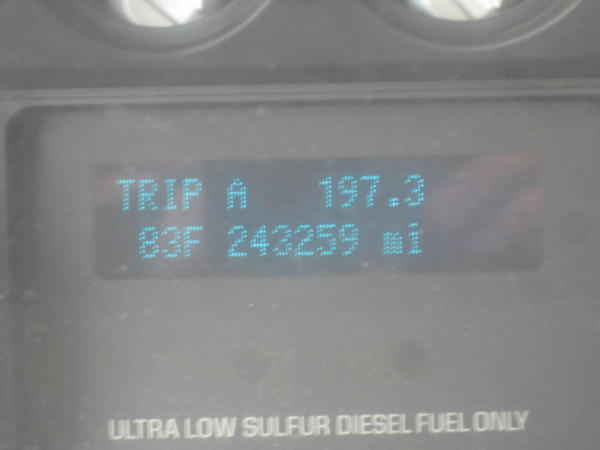 TRIP A 197.3
83F 243259 mi
ULTRA LOW SULFUR DIESEL FUEL ONLY